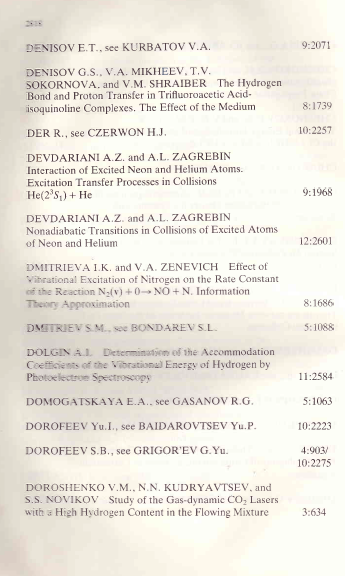 DENISOV E.T., see KURBATOV V.A. 9:2071
DENISOV G.S., V.A. MIKHEEV, T.V.
SOKORNOVA, and V.M. SHRAIBER The Hydrogen
Bond and Proton Transfer in Trifluoroacetic Acid-
isoquinoline Complexes. The Effect of the Medium 8:1739
DER R., see CZERWON H.J. 10:2257
DEVDARIANI A.Z. and A.L. ZAGREBIN
Interaction of Excited Neon and Helium Atoms.
Excitation Transfer Processes in Collisions
He(2³S₁) + He 9:1968
DEVDARIANI A.Z. and A.L. ZAGREBIN
Nonadiabatic Transitions in Collisions of Excited Atoms
of Neon and Helium 12:2601
DMITRIEVA I.K. and V.A. ZENEVICH Effect of
Vibrational Excitation of Nitrogen on the Rate Constant
of the Reaction N₂(v) + 0→ NO + N. Information
Theory Approximation 8:1686
DMITRIEV S.M., see BONDAREV S.L. 5:1088
DOLGIN A.I. Determination of the Accommodation
Coefficients of the Vibrational Energy of Hydrogen by
Photoelectron Spectroscopy 11:2584
DOMOGATSKAYA E.A., see GASANOV R.G. 5:1063
DOROFEEV Yu.I., see BAIDAROVTSEV Yu.P. 10:2223
DOROFEEV S.B., see GRIGOR'EV G.Yu. 4:903/
10:2275
DOROSHENKO V.M., N.N. KUDRYAVTSEV, and
S.S. NOVIKOV Study of the Gas-dynamic CO₂ Lasers
with a High Hydrogen Content in the Flowing Mixture 3:634